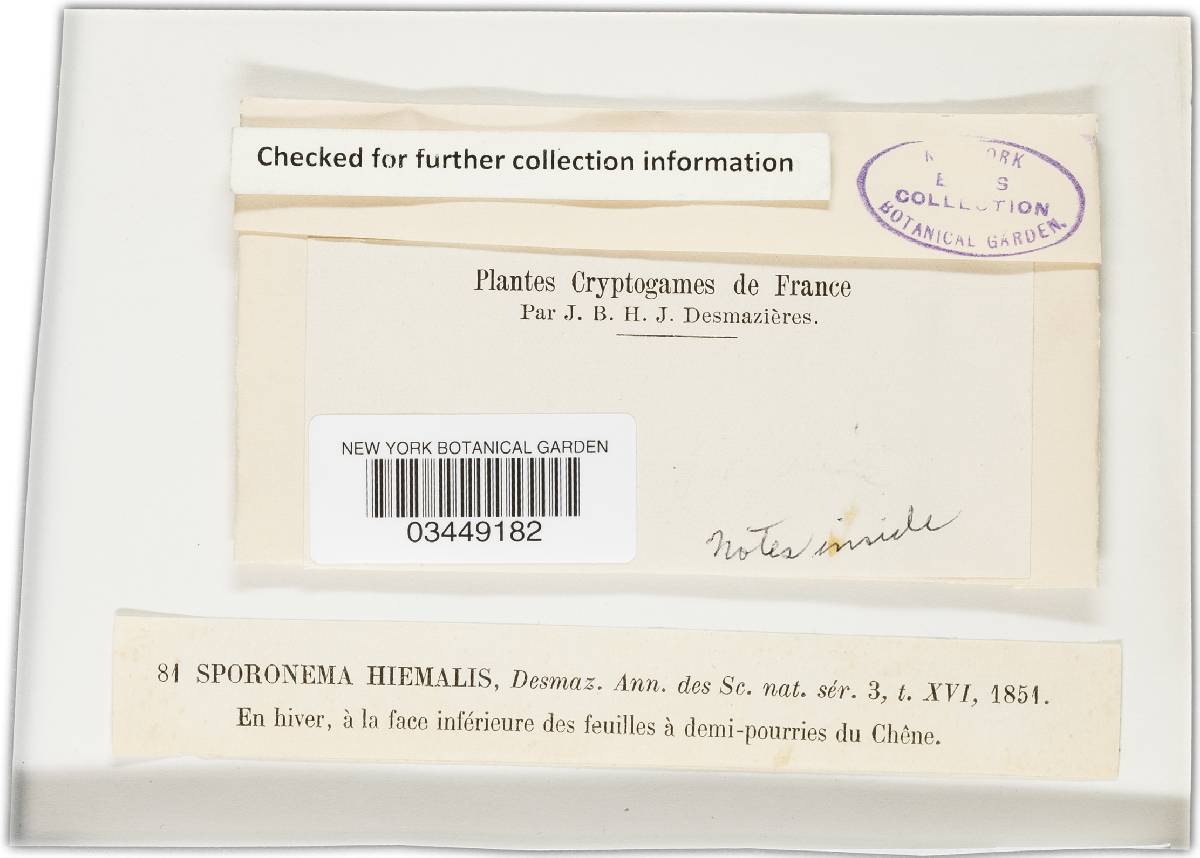 Checked for further collection information
COLLECTION
BOTANICAL GARDEN.
Plantes Cryptogames de France
Par J. B. H. J. Desmazières.
NEW YORK BOTANICAL GARDEN
03449182
Notes inside
81 SPORONEMA HIEMALIS, Desmaz. Ann. des Sc. nat. sér. 3, t. XVI, 1851.
En hiver, à la face inférieure des feuilles à demi-pourries du Chêne.